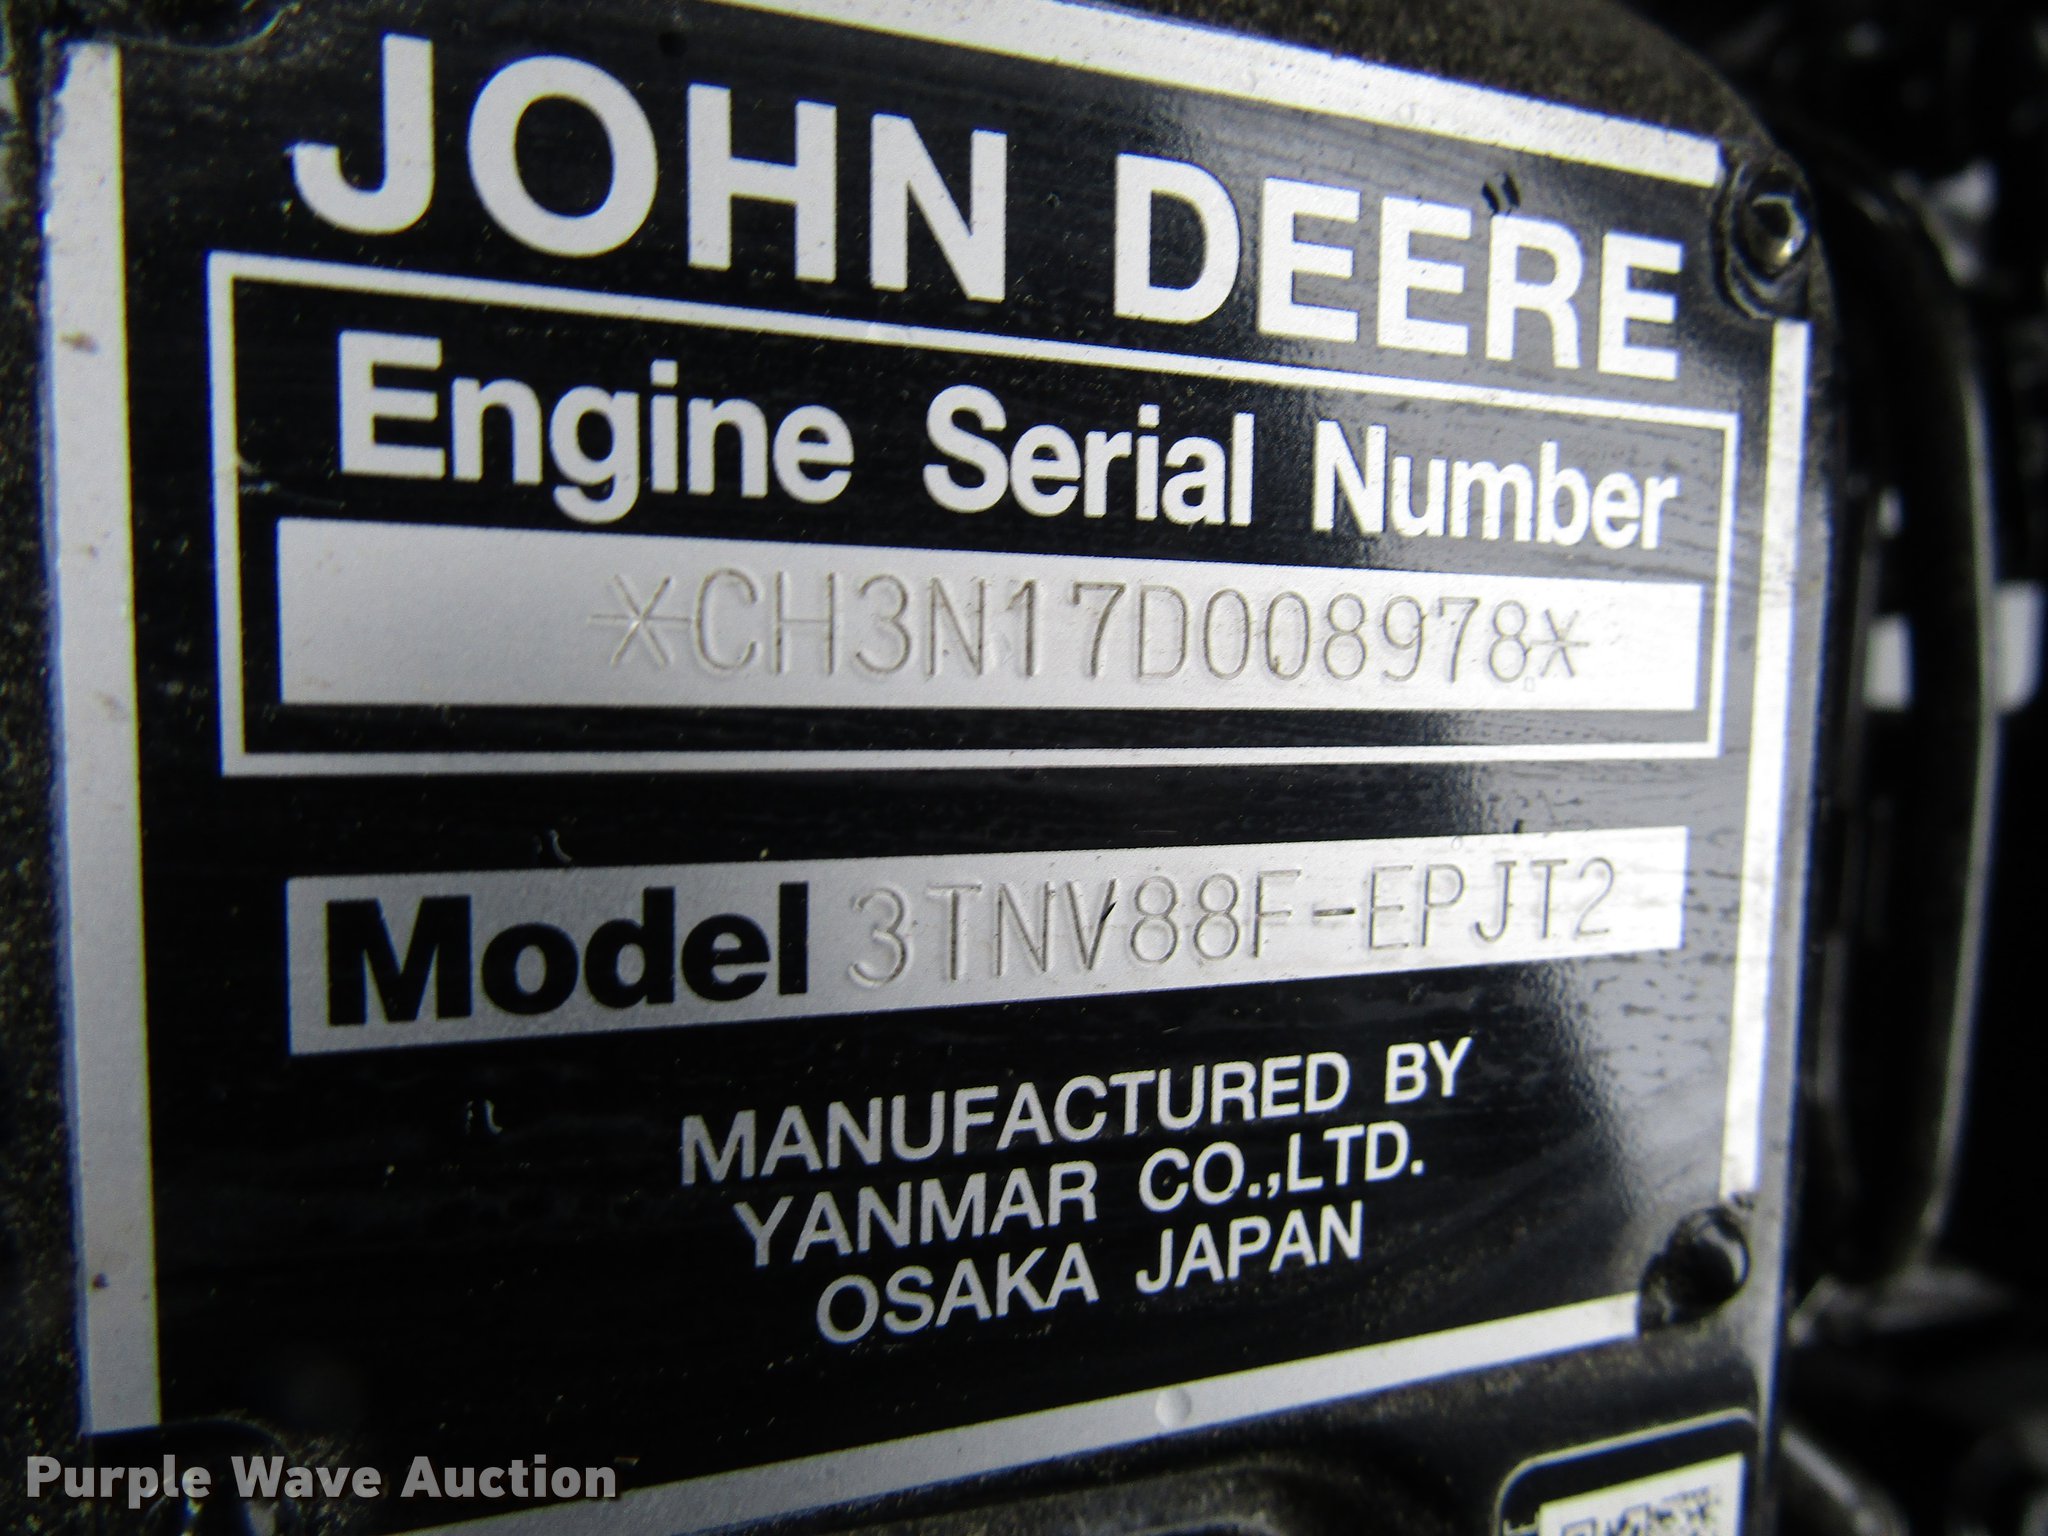 JOHN DEERE
Engine Serial Number
*CH3N17D008978*
Model 3TNV88F-EPJT2
MANUFACTURED BY
YANMAR CO.,LTD.
OSAKA JAPAN
Purple Wave Auction